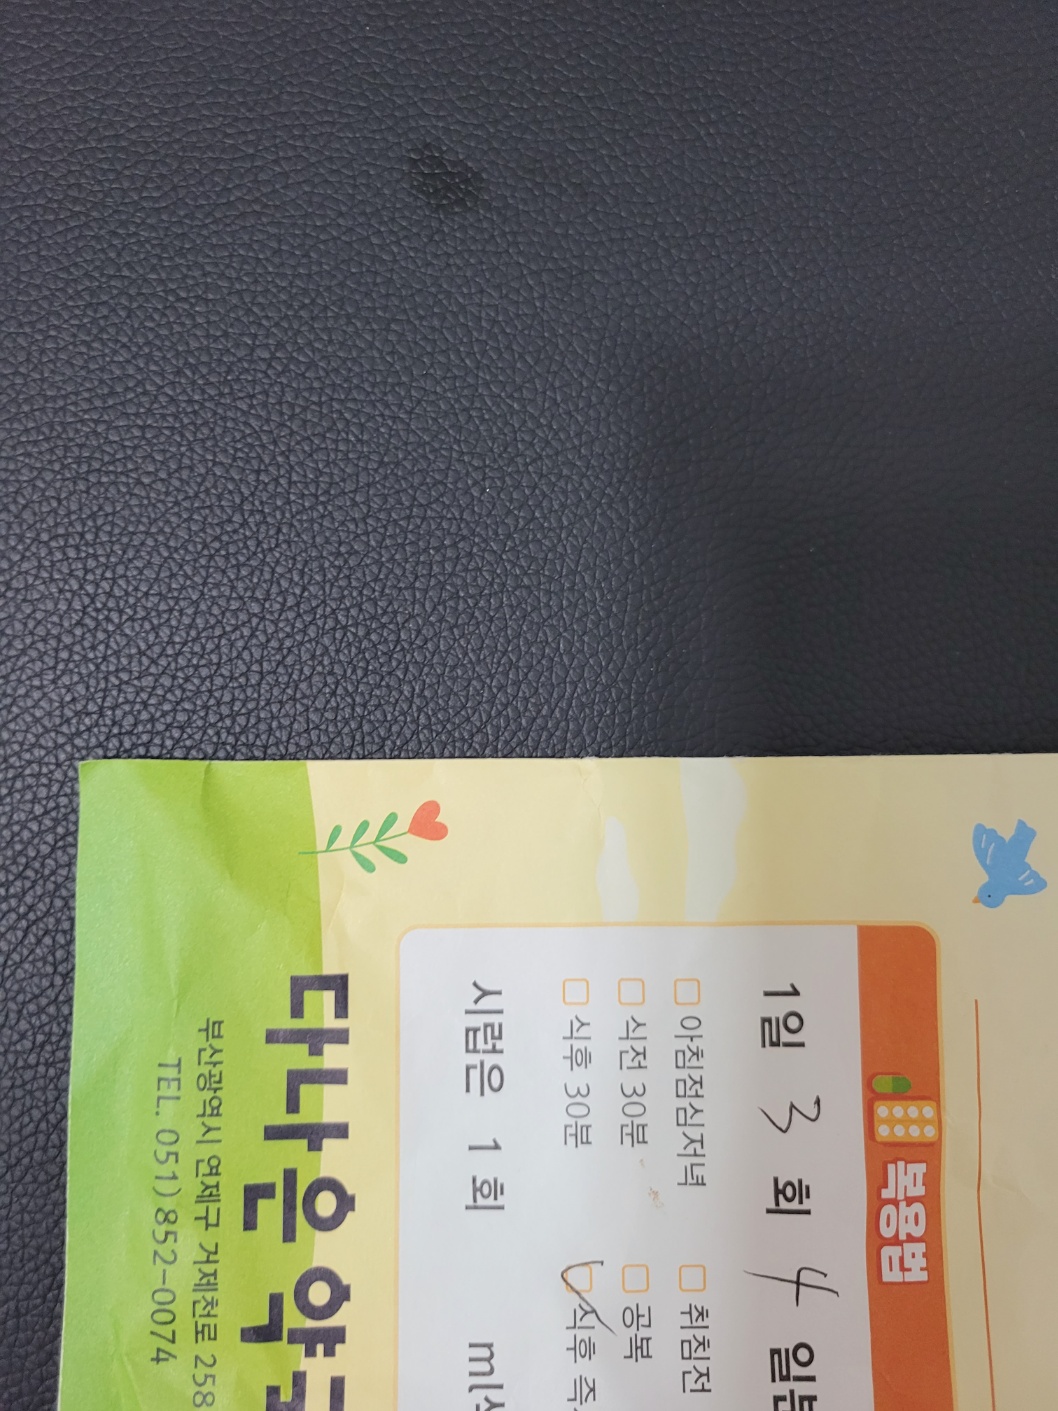 복용법
1일 3 회 4 일분
아침점심저녁 취침전
식전 30분 공복
식후 30분 식후 즉
시럽은 1 회 ml
다나은 약
부산광역시 연제구 거제천로 258
TEL. 051) 852-0074